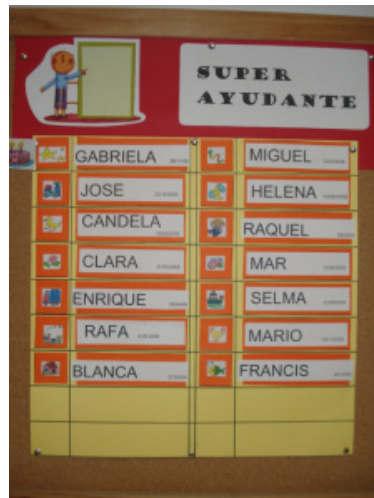 SUPER
AYUDANTE
GABRIELA
JOSE
CANDELA
CLARA
ENRIQUE
RAFA
BLANCA
MIGUEL
HELENA
RAQUEL
MAR
SELMA
MARIO
FRANCIS